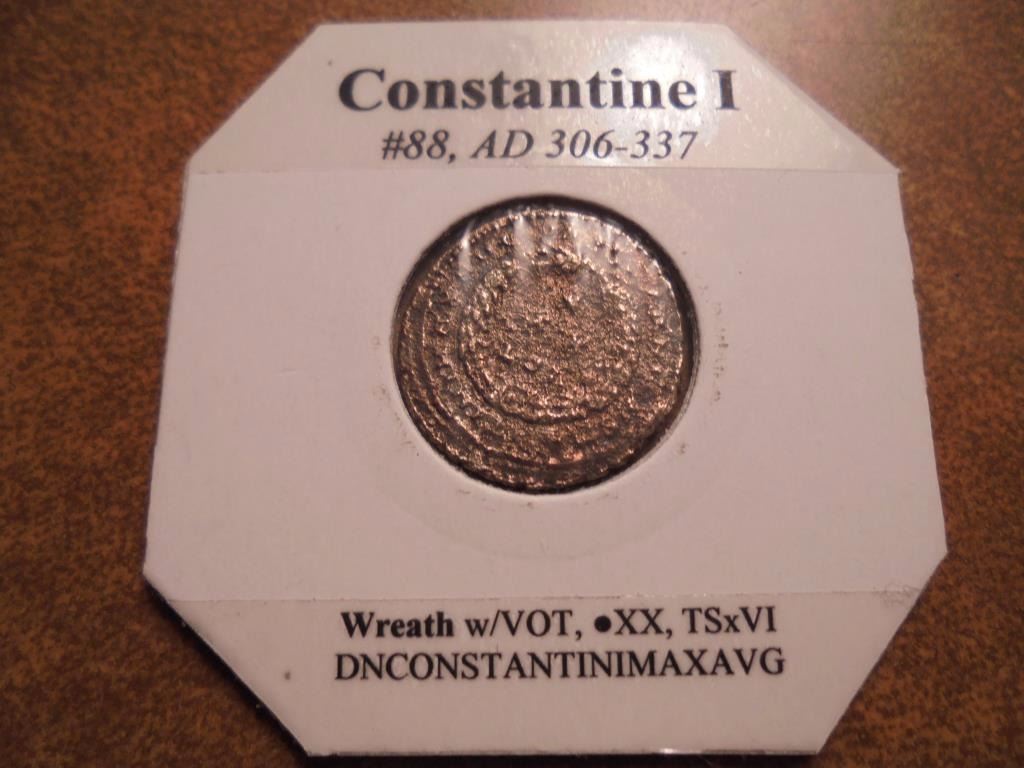 Constantine I
#88, AD 306-337
Wreath w/VOT, •XX, TSxVI
DNCONSTANTINIMAXAVG